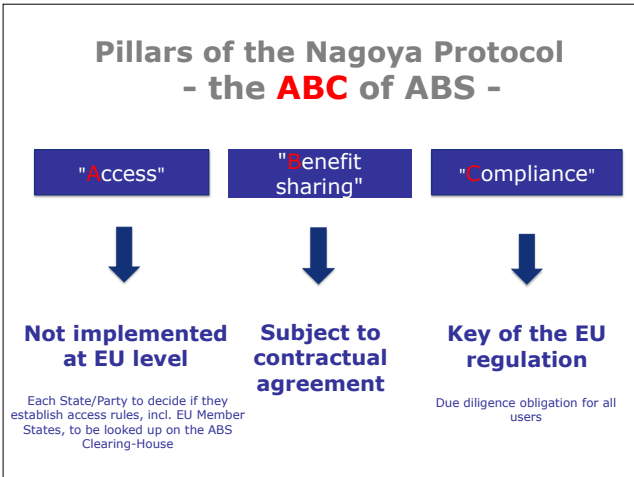 Pillars of the Nagoya Protocol
- the ABC of ABS -
"Access"
"Benefit
sharing"
"Compliance"
Not implemented
at EU level
Each State/Party to decide if they
establish access rules, incl. EU Member
States, to be looked up on the ABS
Clearing-House
Subject to
contractual
agreement
Key of the EU
regulation
Due diligence obligation for all
users